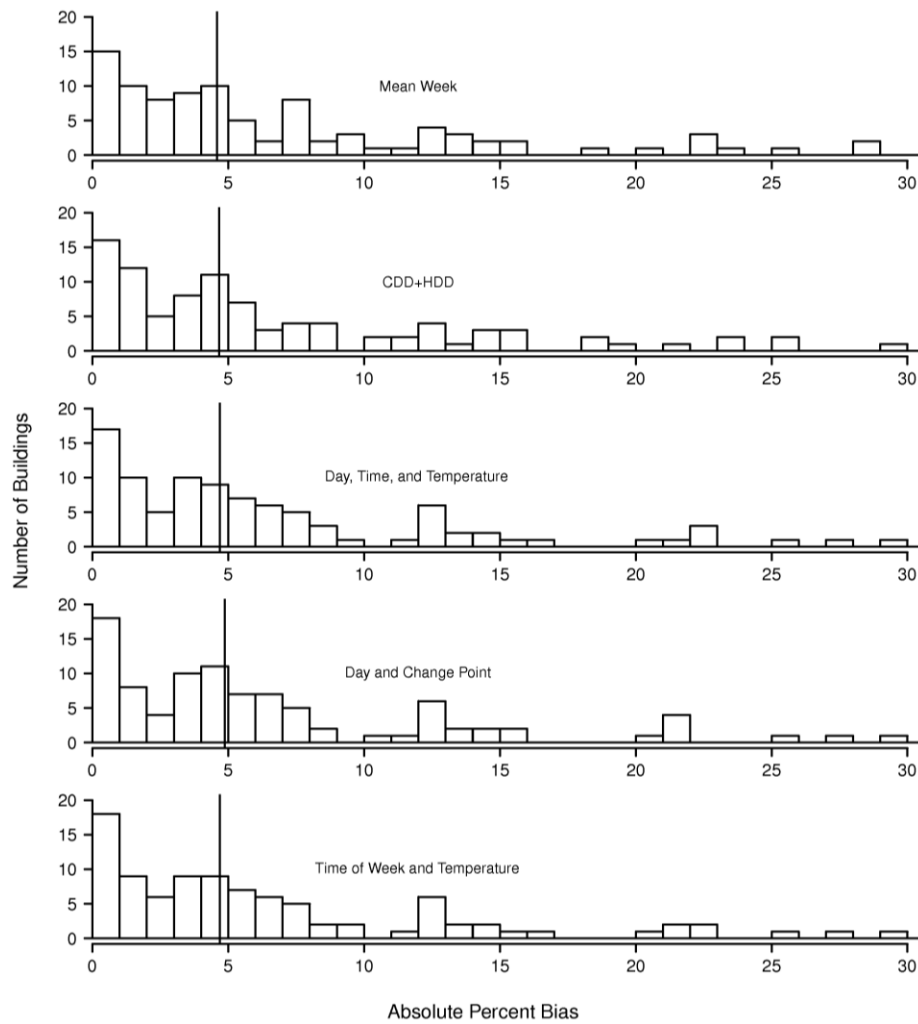 20
15
10
5
0
Mean Week
0 5 10 15 20 25 30
20
15
10
5
0
CDD+HDD
0 5 10 15 20 25 30
Number of Buildings
20
15
10
5
0
Day, Time, and Temperature
0 5 10 15 20 25 30
20
15
10
5
0
Day and Change Point
0 5 10 15 20 25 30
20
15
10
5
0
Time of Week and Temperature
0 5 10 15 20 25 30
Absolute Percent Bias